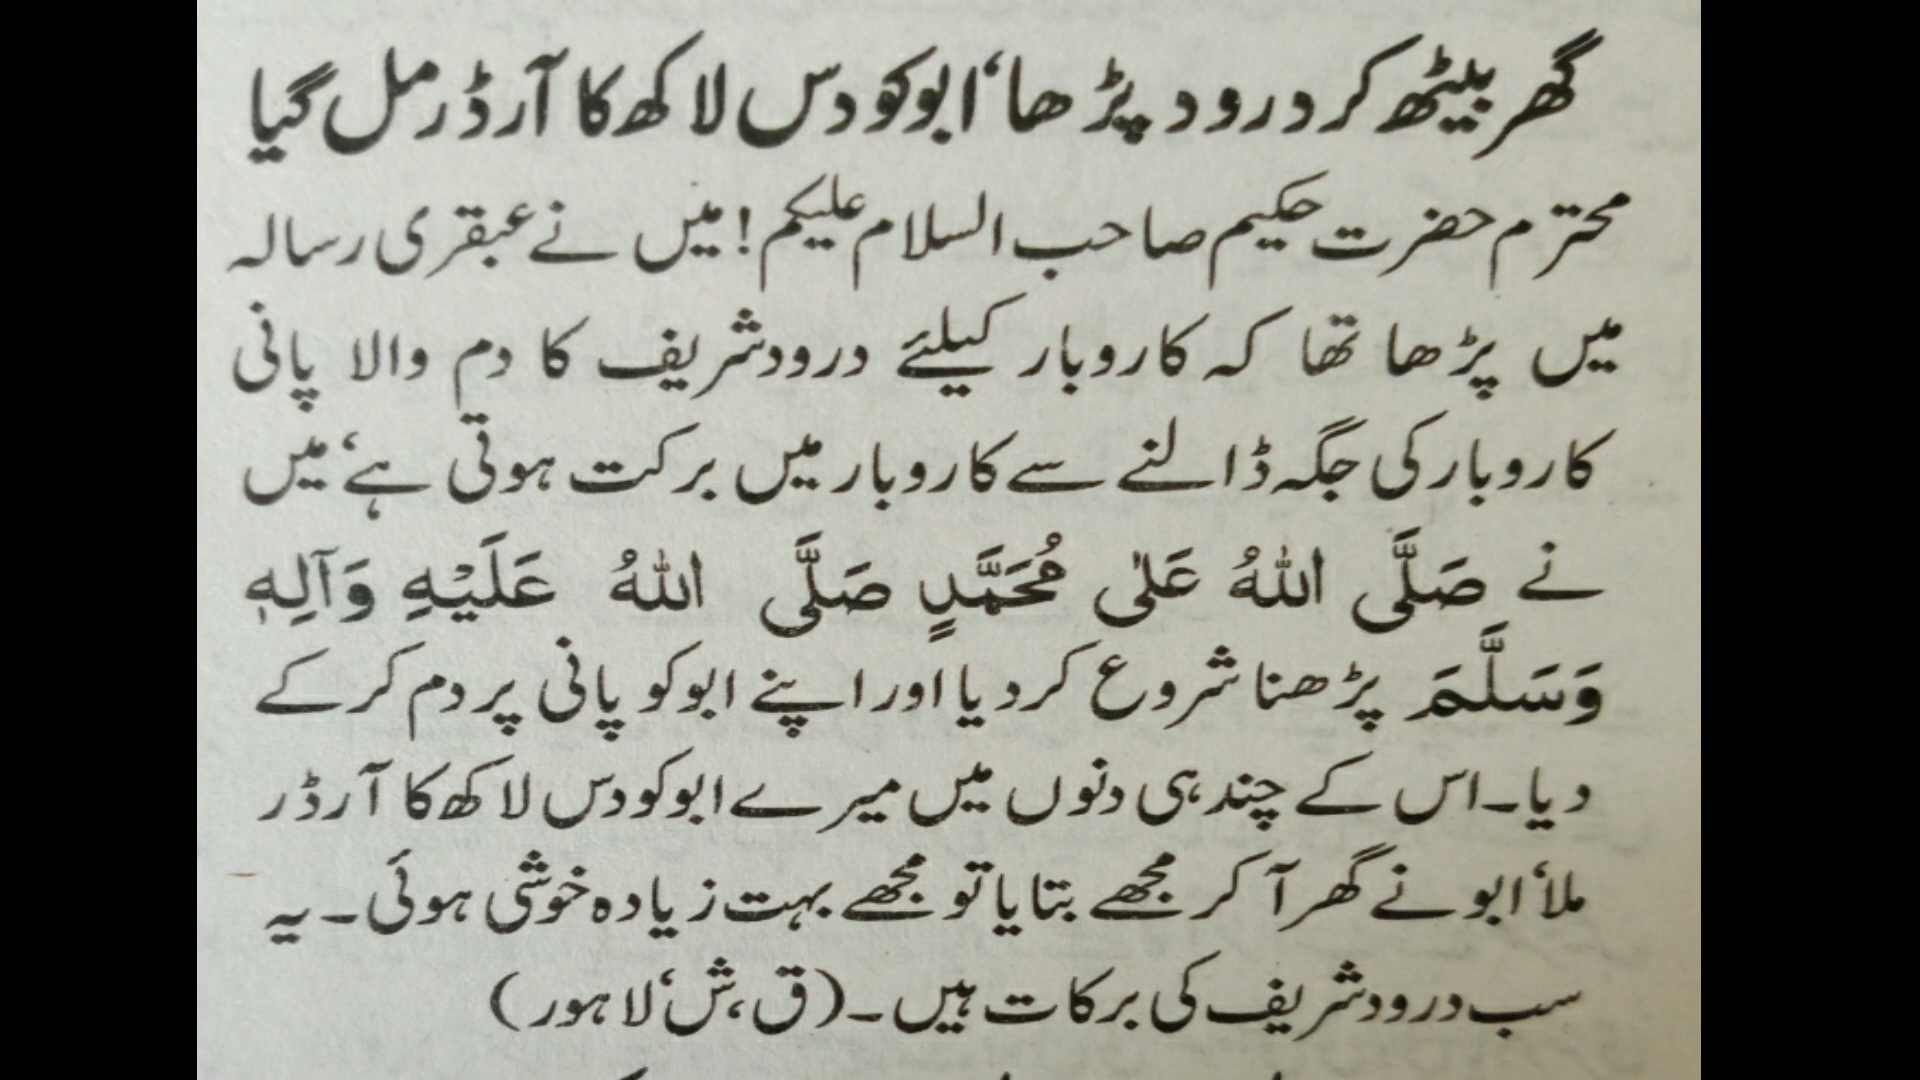 گھر بیٹھ کر درود پڑھا‘ ابو کو دس لاکھ کا آرڈر مل گیا
محترم حضرت حکیم صاحب السلام علیکم! میں نے عبقری رسالہ
میں پڑھا تھا کہ کاروبار کیلئے درود شریف کا دم والا پانی
کاروبار کی جگہ ڈالنے سے کاروبار میں برکت ہوتی ہے‘ میں
نے صَلَّی اللہُ عَلٰی مُحَمَّدٍ صَلَّی اللہُ عَلَیْہِ وَآلِہٖ
وَسَلَّمَ پڑھنا شروع کر دیا اور اپنے ابو کو پانی پر دم کر کے
دیا۔ اس کے چند ہی دنوں میں میرے ابو کو دس لاکھ کا آرڈر
ملا‘ ابو نے گھر آ کر مجھے بتایا تو مجھے بہت زیادہ خوشی ہوئی۔ یہ
سب درود شریف کی برکات ہیں۔ (ق،ش‘ لاہور)